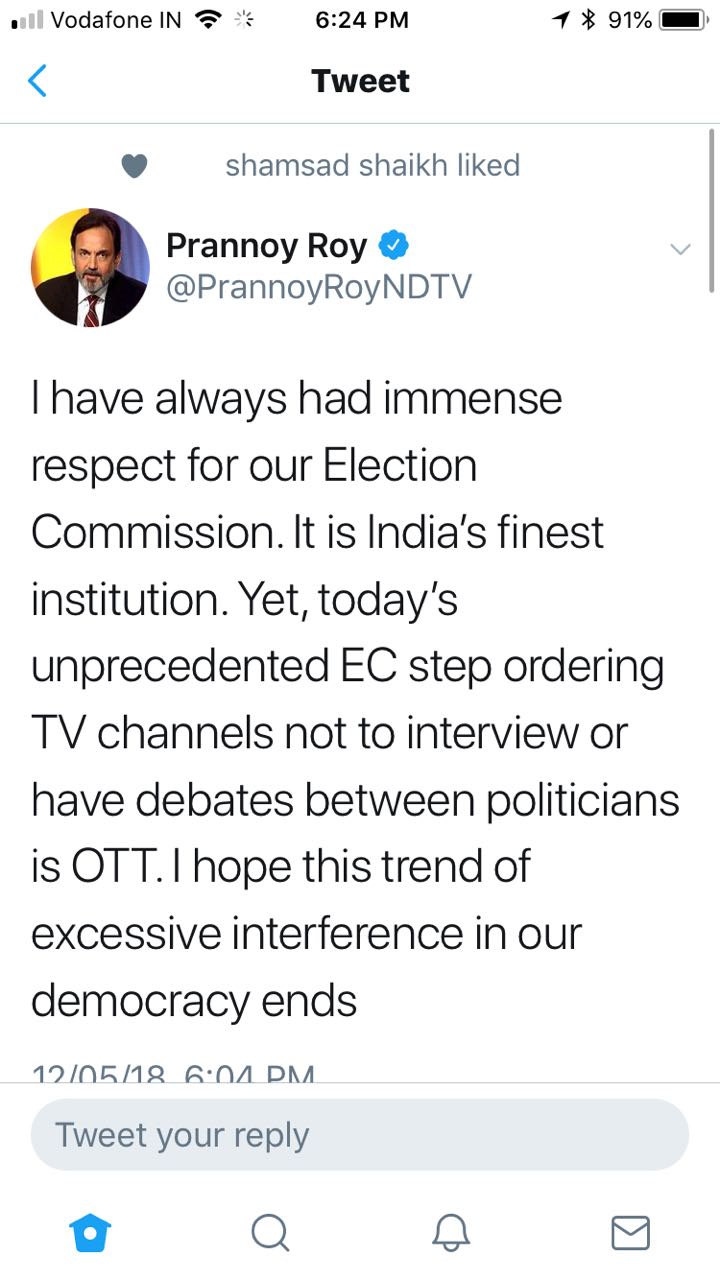 Vodafone IN 6:24 PM 91%
Tweet
shamsad shaikh liked
Prannoy Roy
@PrannoyRoyNDTV
I have always had immense
respect for our Election
Commission. It is India’s finest
institution. Yet, today’s
unprecedented EC step ordering
TV channels not to interview or
have debates between politicians
is OTT. I hope this trend of
excessive interference in our
democracy ends
12/05/18, 6:04 PM
Tweet your reply